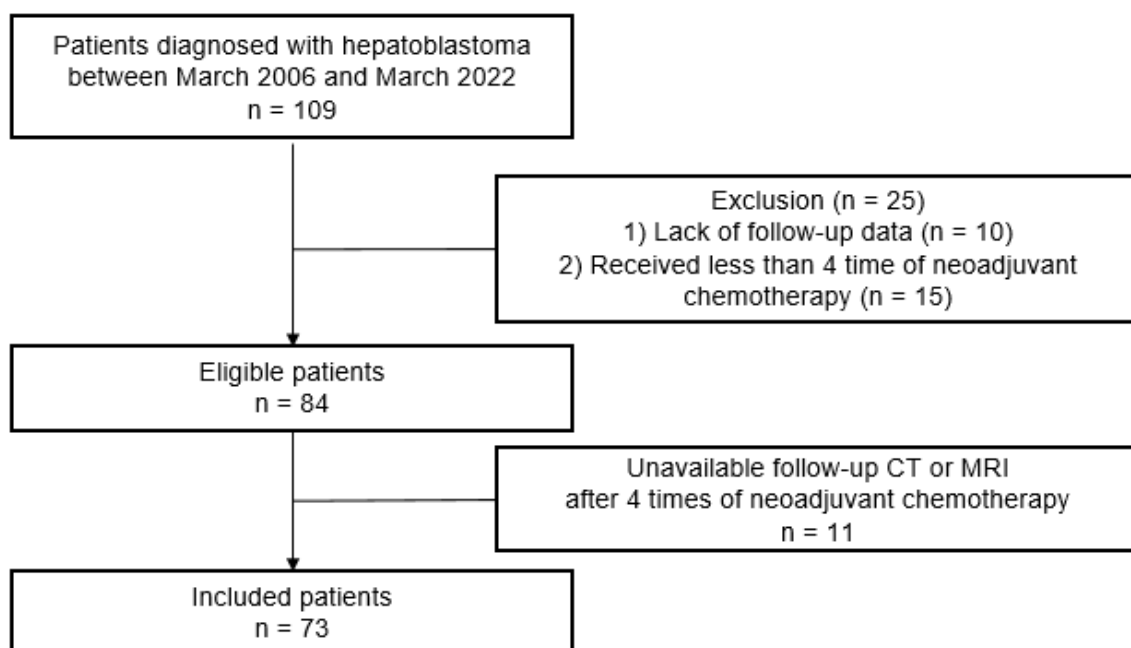 Patients diagnosed with hepatoblastoma
between March 2006 and March 2022
n = 109
Exclusion (n = 25)
1) Lack of follow-up data (n = 10)
2) Received less than 4 time of neoadjuvant
chemotherapy (n = 15)
Eligible patients
n = 84
Unavailable follow-up CT or MRI
after 4 times of neoadjuvant chemotherapy
n = 11
Included patients
n = 73